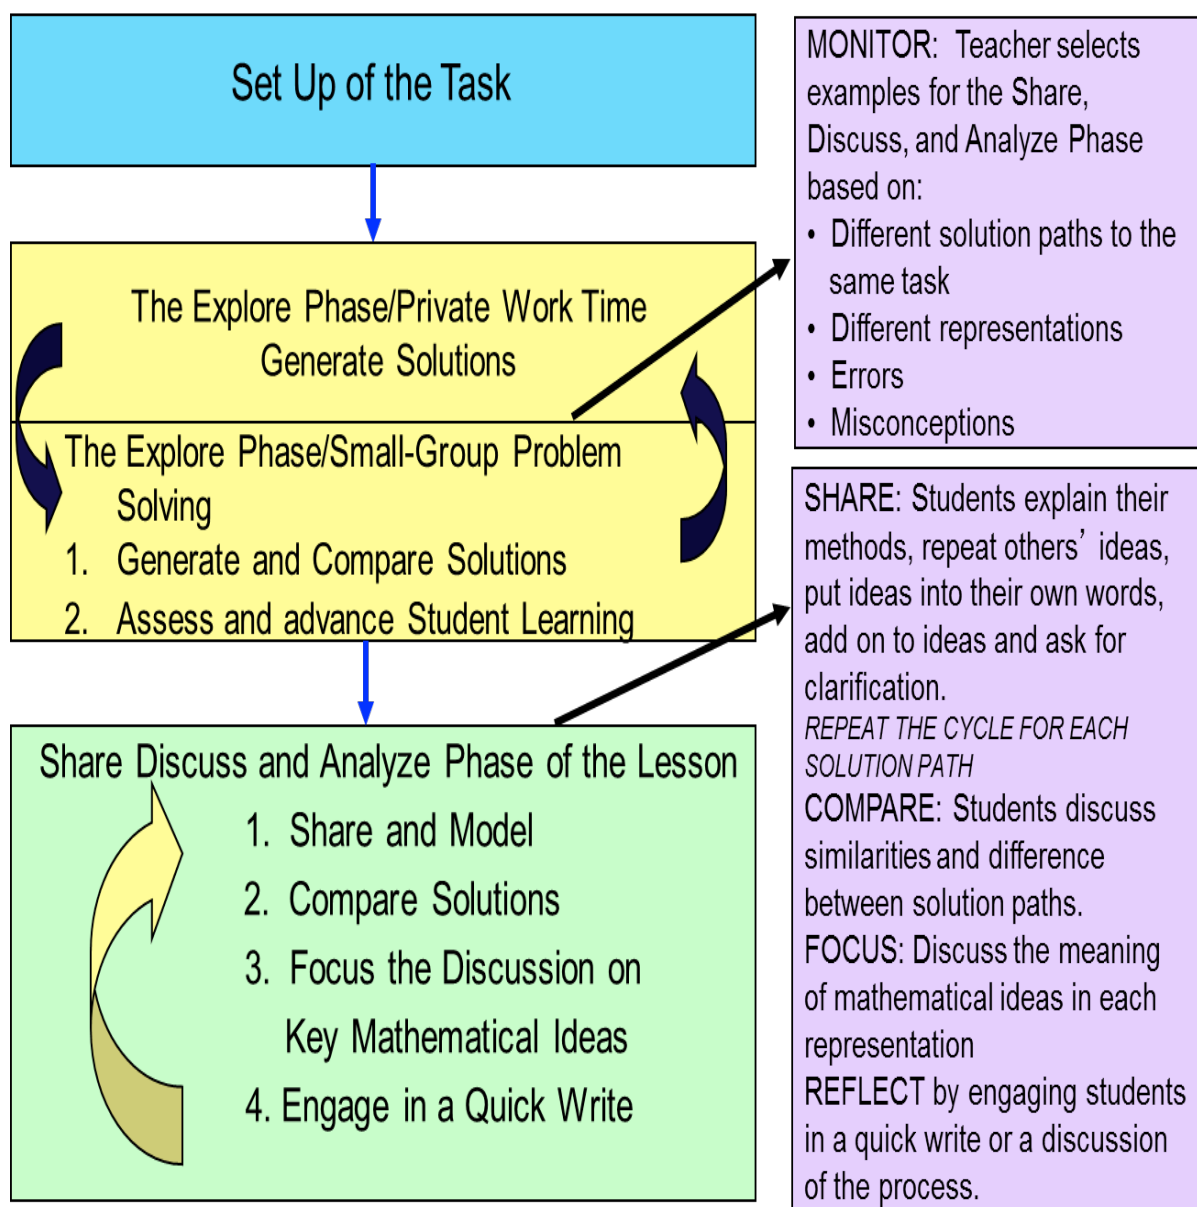 Set Up of the Task
The Explore Phase/Private Work Time
Generate Solutions
The Explore Phase/Small-Group Problem
Solving
1. Generate and Compare Solutions
2. Assess and advance Student Learning
Share Discuss and Analyze Phase of the Lesson
1. Share and Model
2. Compare Solutions
3. Focus the Discussion on
Key Mathematical Ideas
4. Engage in a Quick Write
MONITOR: Teacher selects
examples for the Share,
Discuss, and Analyze Phase
based on:
• Different solution paths to the
same task
• Different representations
• Errors
• Misconceptions
SHARE: Students explain their
methods, repeat others’ ideas,
put ideas into their own words,
add on to ideas and ask for
clarification.
REPEAT THE CYCLE FOR EACH
SOLUTION PATH
COMPARE: Students discuss
similarities and difference
between solution paths.
FOCUS: Discuss the meaning
of mathematical ideas in each
representation
REFLECT by engaging students
in a quick write or a discussion
of the process.